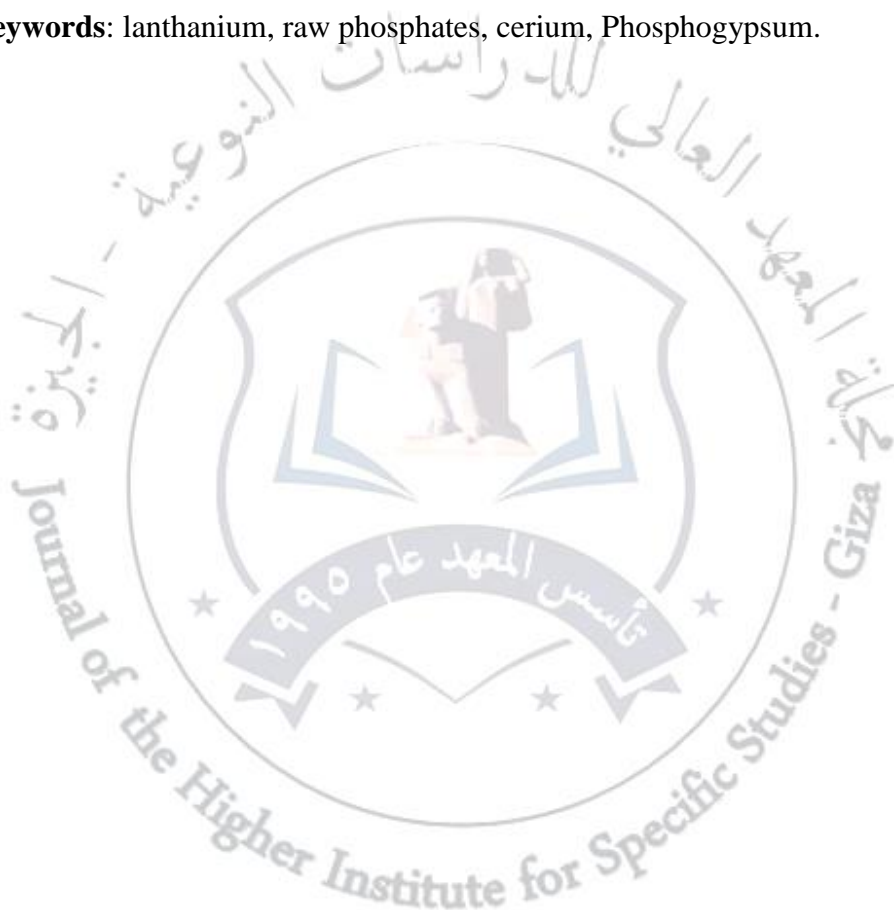 eywords: lanthanium, raw phosphates, cerium, Phosphogypsum.
مجلة المعهد العالي للدراسات النوعية - الجيزة
تأسس المعهد عام ١٩٩٥
Journal of the Higher Institute for Specific Studies - Giza